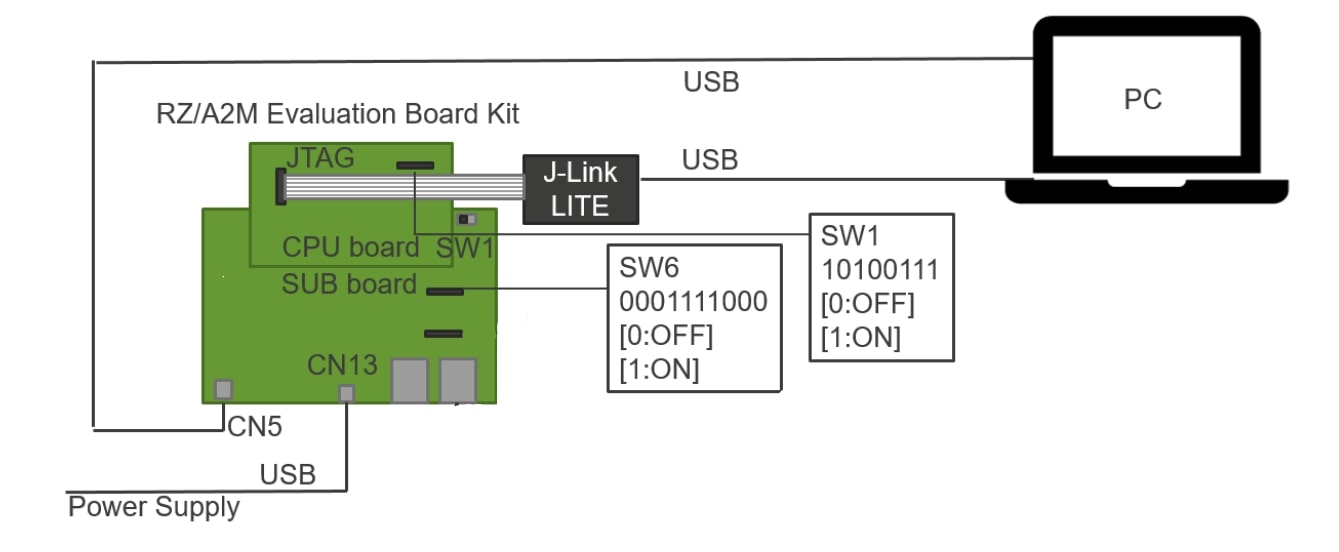 USB
PC
RZ/A2M Evaluation Board Kit
JTAG
USB
J-Link
LITE
CPU board
SW1
SUB board
SW6
0001111000
[0:OFF]
[1:ON]
SW1
10100111
[0:OFF]
[1:ON]
CN13
CN5
USB
Power Supply